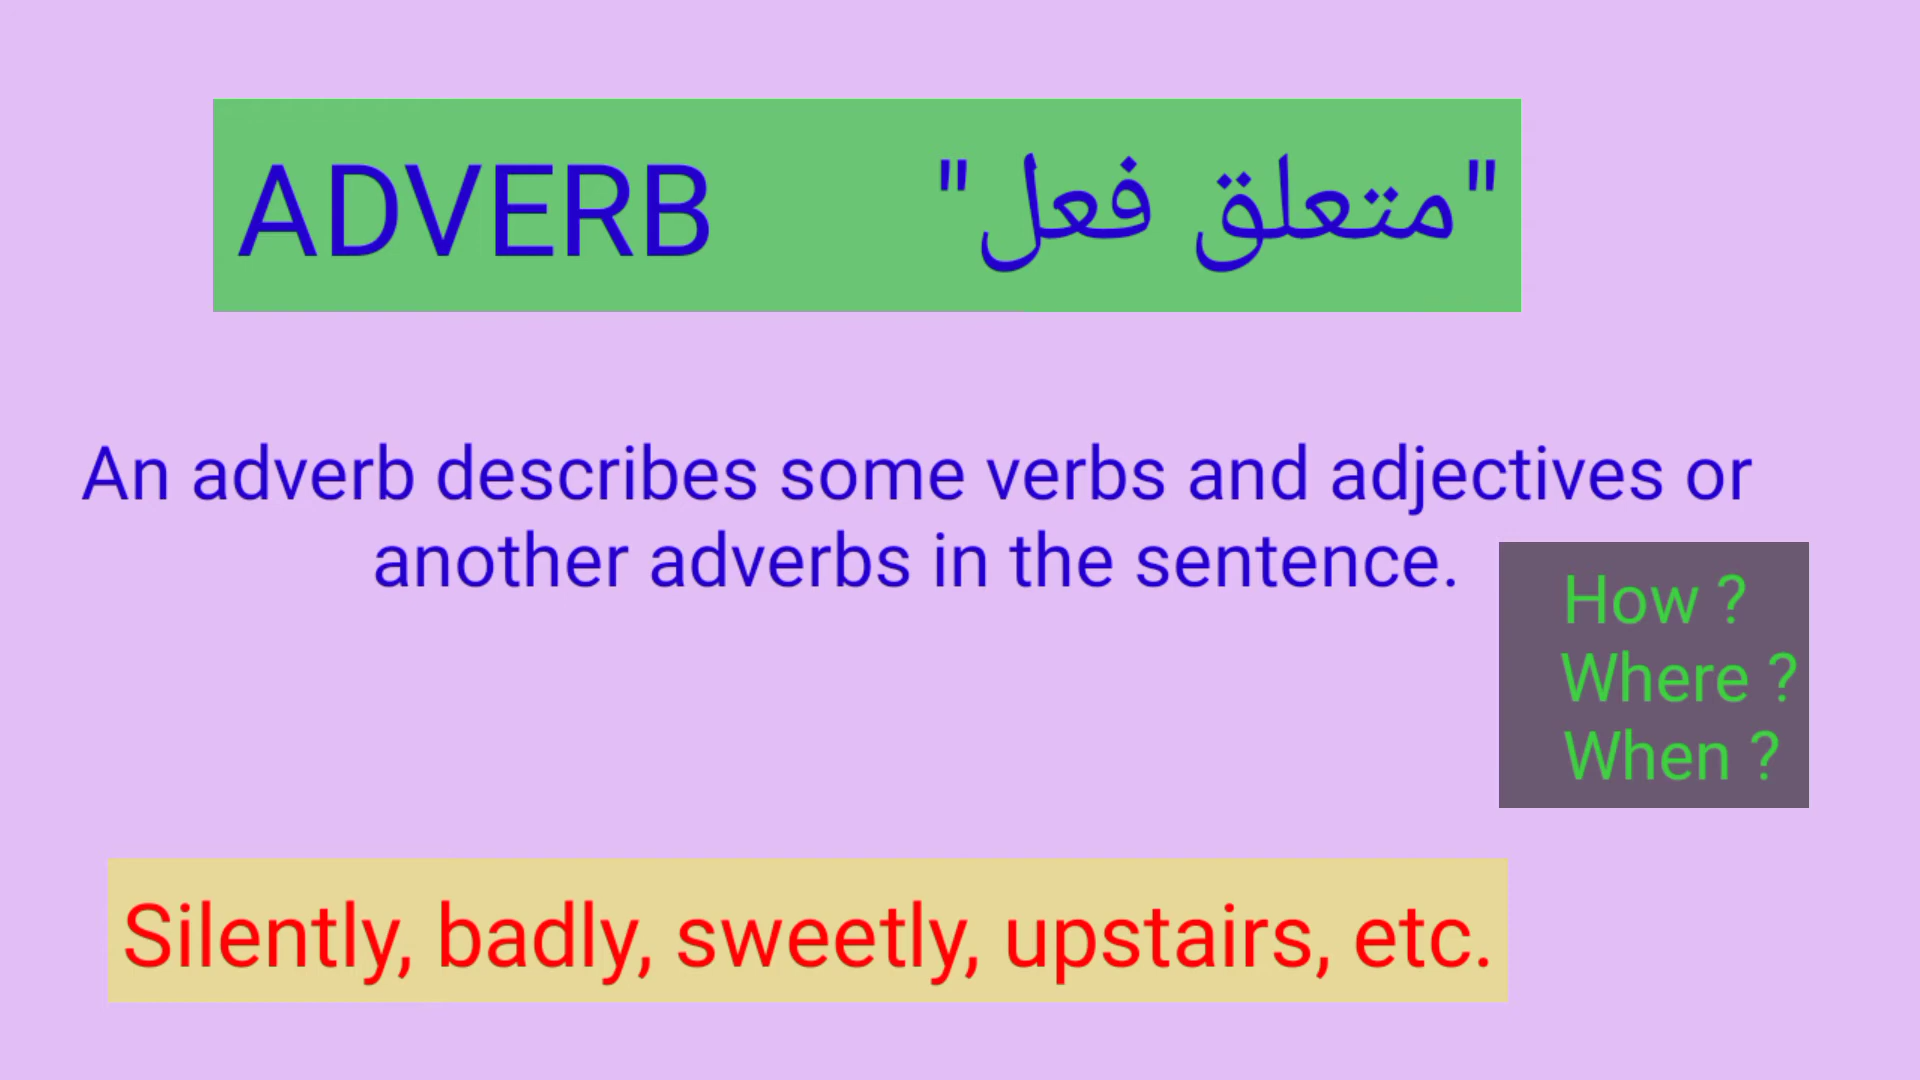 ADVERB "متعلق فعل"
An adverb describes some verbs and adjectives or
another adverbs in the sentence.
How ?
Where ?
When ?
Silently, badly, sweetly, upstairs, etc.